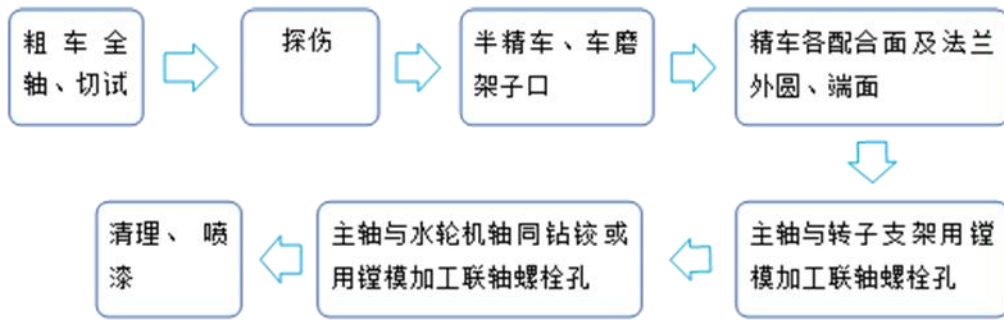 粗车全
轴、切试
探伤
半精车、车磨
架子口
精车各配合面及法兰
外圆、端面
主轴与转子支架用镗
模加工联轴螺栓孔
主轴与水轮机轴同钻铰或
用镗模加工联轴螺栓孔
清理、 喷
漆